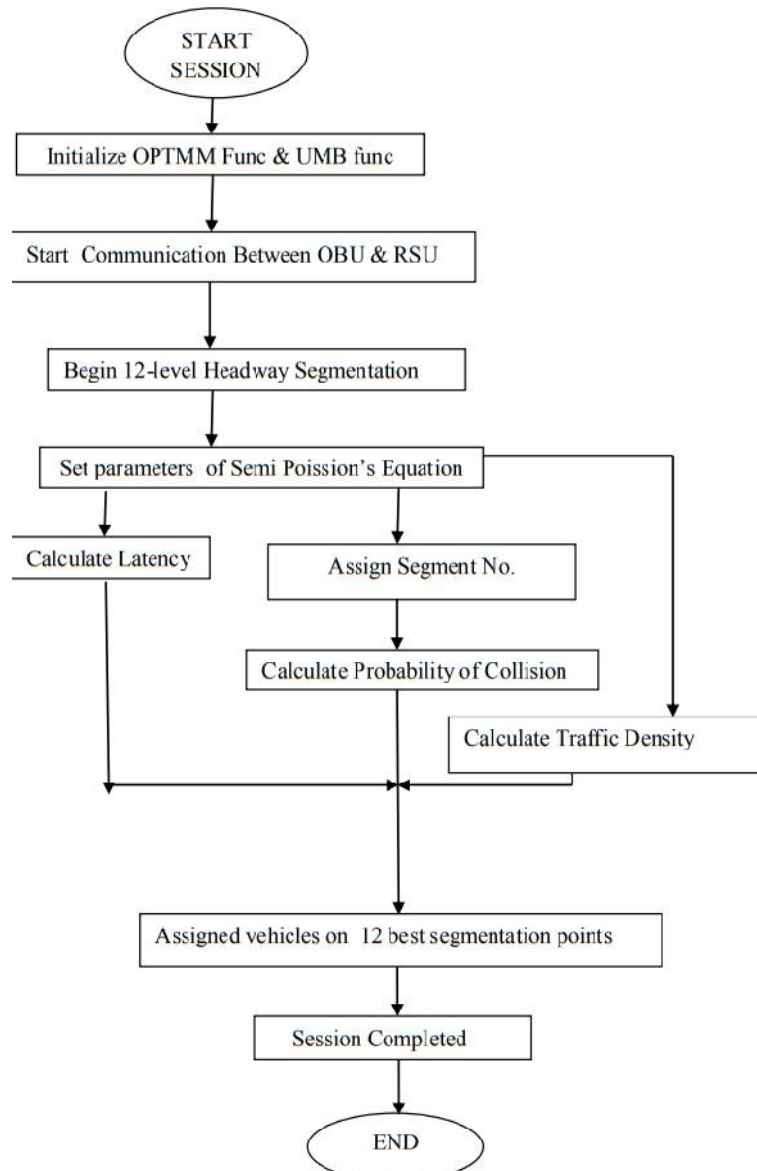 START
SESSION
Initialize OPTMM Func & UMB func
Start Communication Between OBU & RSU
Begin 12-level Headway Segmentation
Set parameters of Semi Poission's Equation
Calculate Latency
Assign Segment No.
Calculate Probability of Collision
Calculate Traffic Density
Assigned vehicles on 12 best segmentation points
Session Completed
END